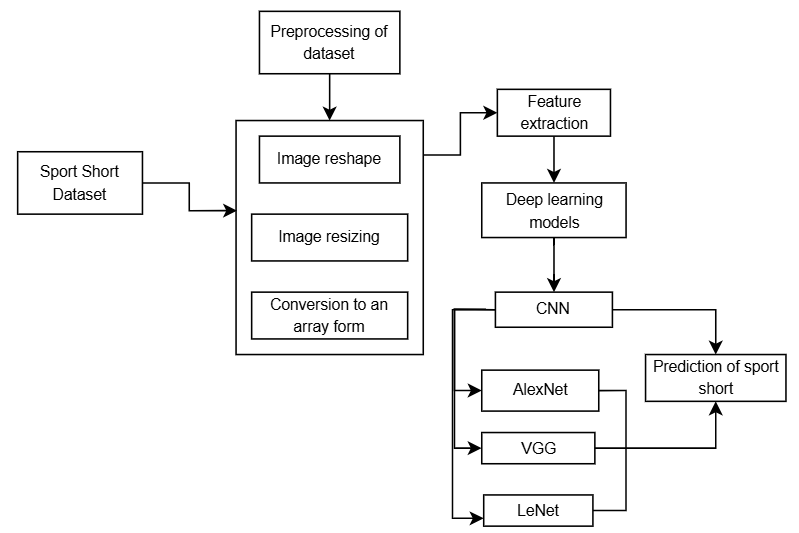 Preprocessing of
dataset
Sport Short
Dataset
Image reshape
Image resizing
Conversion to an
array form
Feature
extraction
Deep learning
models
CNN
AlexNet
VGG
LeNet
Prediction of sport
short